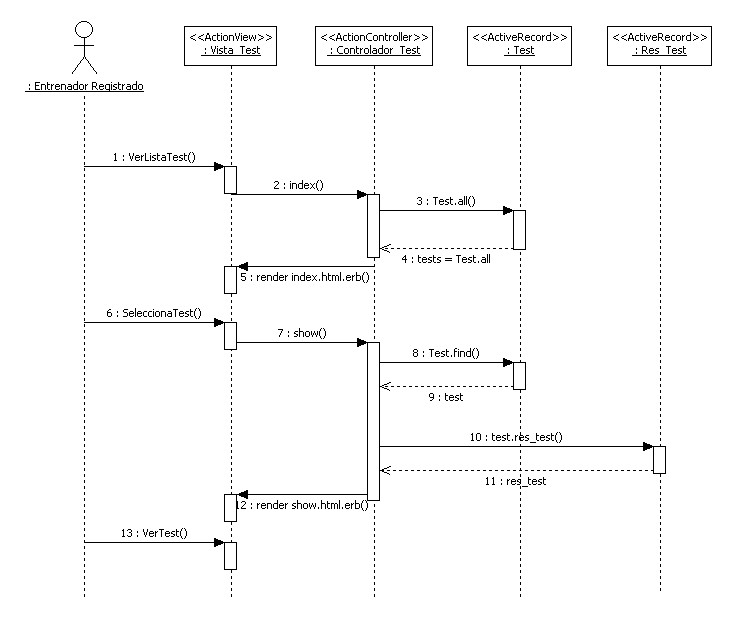 <<ActionView>>
: Vista_Test
<<ActionController>>
: Controlador_Test
<<ActiveRecord>>
: Test
<<ActiveRecord>>
: Res_Test
: Entrenador Registrado
1 : VerListaTest()
2 : index()
3 : Test.all()
4 : tests = Test.all
5 : render index.html.erb()
6 : SeleccionaTest()
7 : show()
8 : Test.find()
9 : test
10 : test.res_test()
11 : res_test
12 : render show.html.erb()
13 : VerTest()